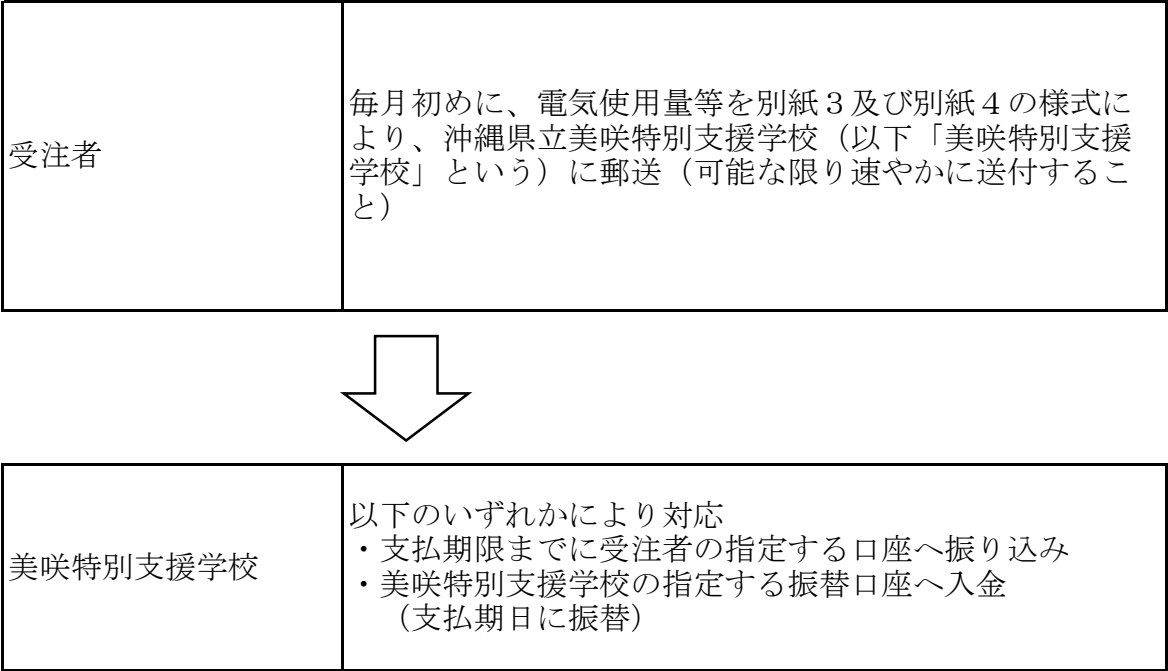 受注者
毎月初めに、電気使用量等を別紙３及び別紙４の様式に
より、沖縄県立美咲特別支援学校（以下「美咲特別支援
学校」という）に郵送（可能な限り速やかに送付するこ
と）
美咲特別支援学校
以下のいずれかにより対応
・支払期限までに受注者の指定する口座へ振り込み
・美咲特別支援学校の指定する振替口座へ入金
（支払期日に振替）